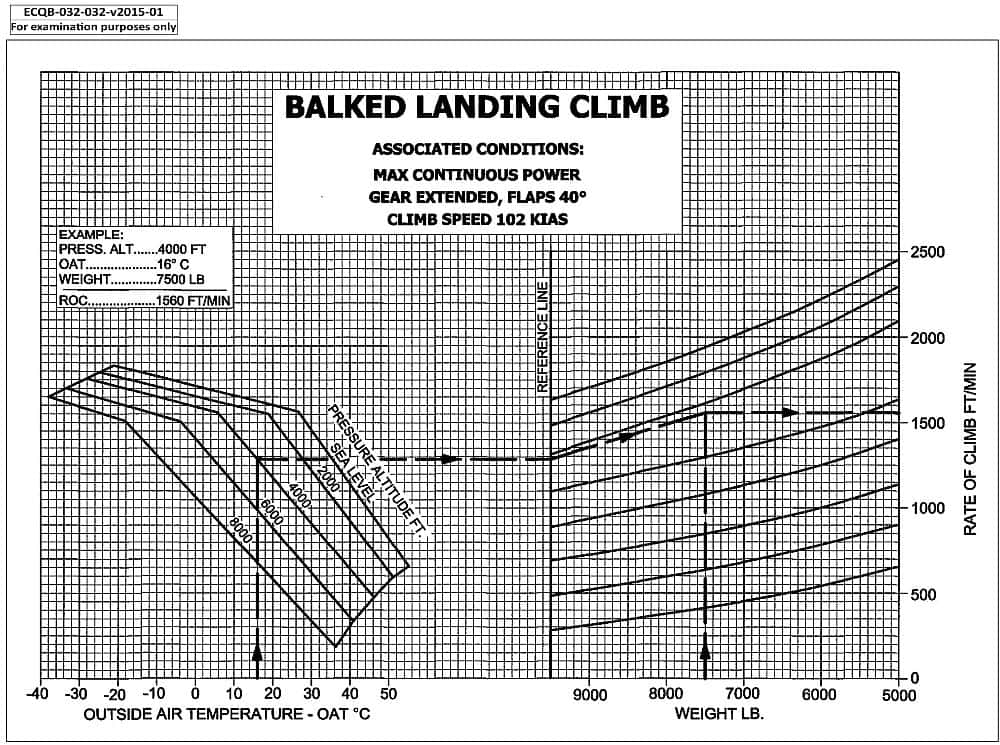 ECQB-032-032-v2015-01
For examination purposes only
BALKED LANDING CLIMB
ASSOCIATED CONDITIONS:
MAX CONTINUOUS POWER
GEAR EXTENDED, FLAPS 40°
CLIMB SPEED 102 KIAS
EXAMPLE:
PRESS. ALT.......4000 FT
OAT....................16° C
WEIGHT.............7500 LB
ROC....................1560 FT/MIN
REFERENCE LINE
PRESSURE ALTITUDE FT.
SEA LEVEL
2000
4000
6000
8000
2500
2000
1500
1000
500
0
RATE OF CLIMB FT/MIN
-40 -30 -20 -10 0 10 20 30 40 50
9000 8000 7000 6000 5000
OUTSIDE AIR TEMPERATURE - OAT °C
WEIGHT LB.